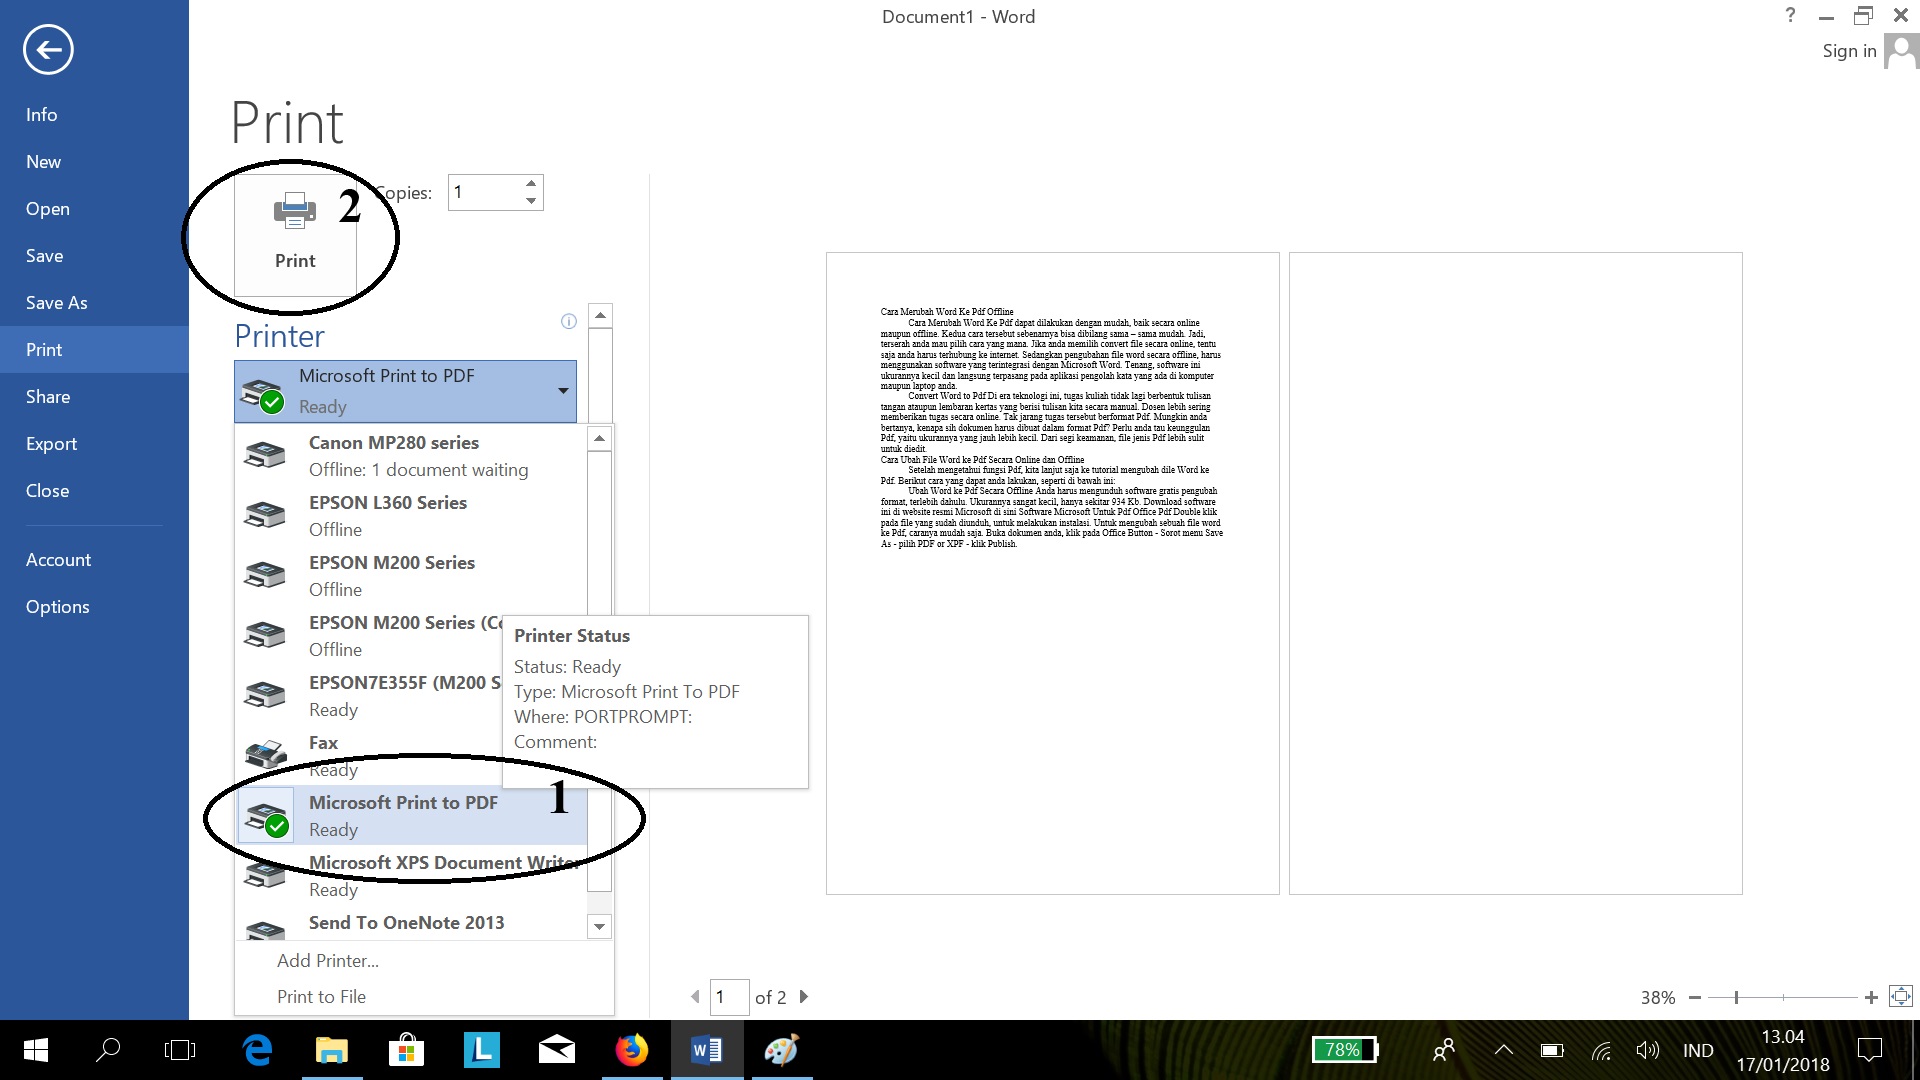 Document1 - Word
?
Sign in
Info
New
Open
Save
Save As
Print
Share
Export
Close
Account
Options
Print
2
Copies:
1
Print
Printer
Microsoft Print to PDF
Ready
Canon MP280 series
Offline: 1 document waiting
EPSON L360 Series
Offline
EPSON M200 Series
Offline
EPSON M200 Series (Co
Offline
EPSON7E355F (M200 S
Ready
Fax
Ready
1
Microsoft Print to PDF
Ready
Microsoft XPS Document Writer
Ready
Send To OneNote 2013
Add Printer...
Print to File
Printer Status
Status: Ready
Type: Microsoft Print To PDF
Where: PORTPROMPT:
Comment:
Cara Merubah Word Ke Pdf Offline
Cara Merubah Word Ke Pdf dapat dilakukan dengan mudah, baik secara online
maupun offline. Kedua cara tersebut sebenarnya bisa dibilang sama – sama mudah. Jadi,
terserah anda mau pilih cara yang mana. Jika anda memilih convert file secara online, tentu
saja anda harus terhubung ke internet. Sedangkan pengubahan file word secara offline, harus
menggunakan software yang terintegrasi dengan Microsoft Word. Tenang, software ini
ukurannya kecil dan langsung terpasang pada aplikasi pengolah kata yang ada di komputer
maupun laptop anda.
Convert Word to Pdf Di era teknologi ini, tugas kuliah tidak lagi berbentuk tulisan
tangan ataupun lembaran kertas yang berisi tulisan kita secara manual. Dosen lebih sering
memberikan tugas secara online. Tak jarang tugas tersebut berformat Pdf. Mungkin anda
bertanya, kenapa sih dokumen harus dibuat dalam format Pdf? Perlu anda tau keunggulan
Pdf, yaitu ukurannya yang jauh lebih kecil. Dari segi keamanan, file jenis Pdf lebih sulit
untuk diedit.
Cara Ubah File Word ke Pdf Secara Online dan Offline
Setelah mengetahui fungsi Pdf, kita lanjut saja ke tutorial mengubah dile Word ke
Pdf. Berikut cara yang dapat anda lakukan, seperti di bawah ini:
Ubah Word ke Pdf Secara Offline Anda harus mengunduh software gratis pengubah
format, terlebih dahulu. Ukurannya sangat kecil, hanya sekitar 934 Kb. Download software
ini di website resmi Microsoft di sini Software Microsoft Untuk Pdf Office Pdf Double klik
pada file yang sudah diunduh, untuk melakukan instalasi. Untuk mengubah sebuah file word
ke Pdf, caranya mudah saja. Buka dokumen anda, klik pada Office Button - Sorot menu Save
As - pilih PDF or XPF - klik Publish.
1 of 2
38%
78%
IND
13.04
17/01/2018